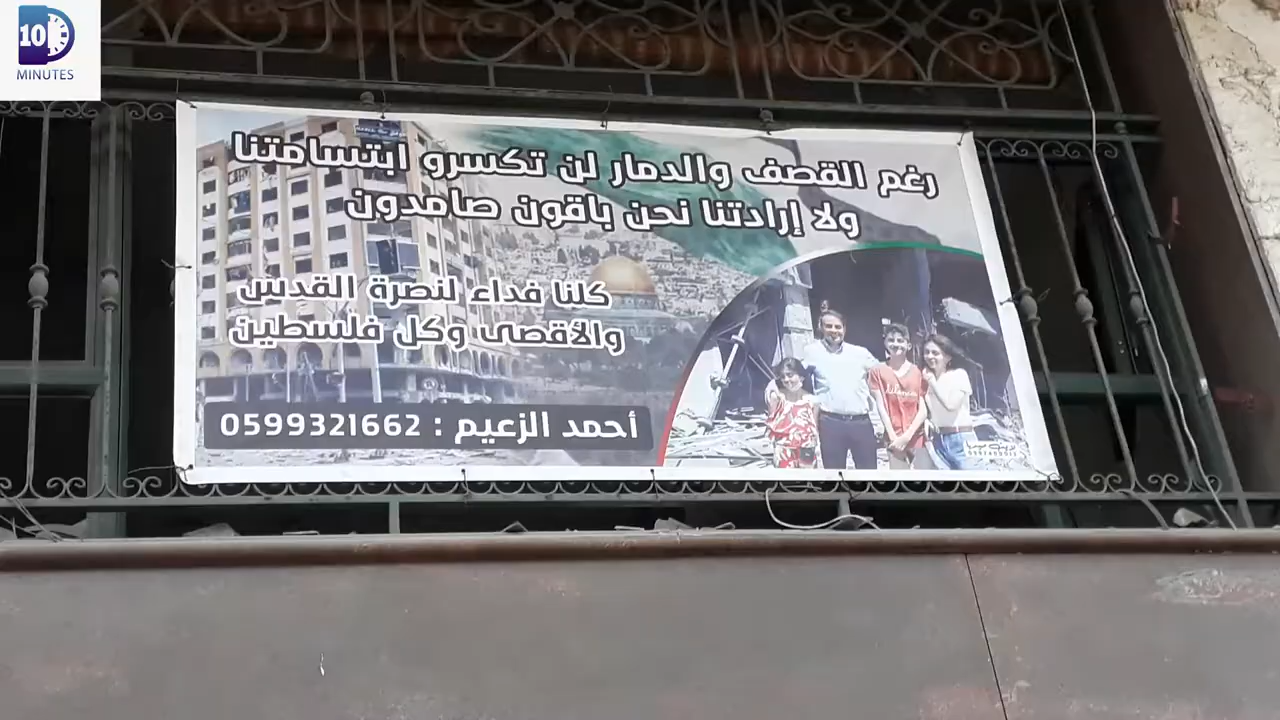 10
MINUTES
رغم القصف والدمار لن تكسرو ابتسامتنا
ولا إرادتنا نحن باقون صامدون
كلنا فداء لنصرة القدس
والأقصى وكل فلسطين
أحمد الزعيم : 0599321662